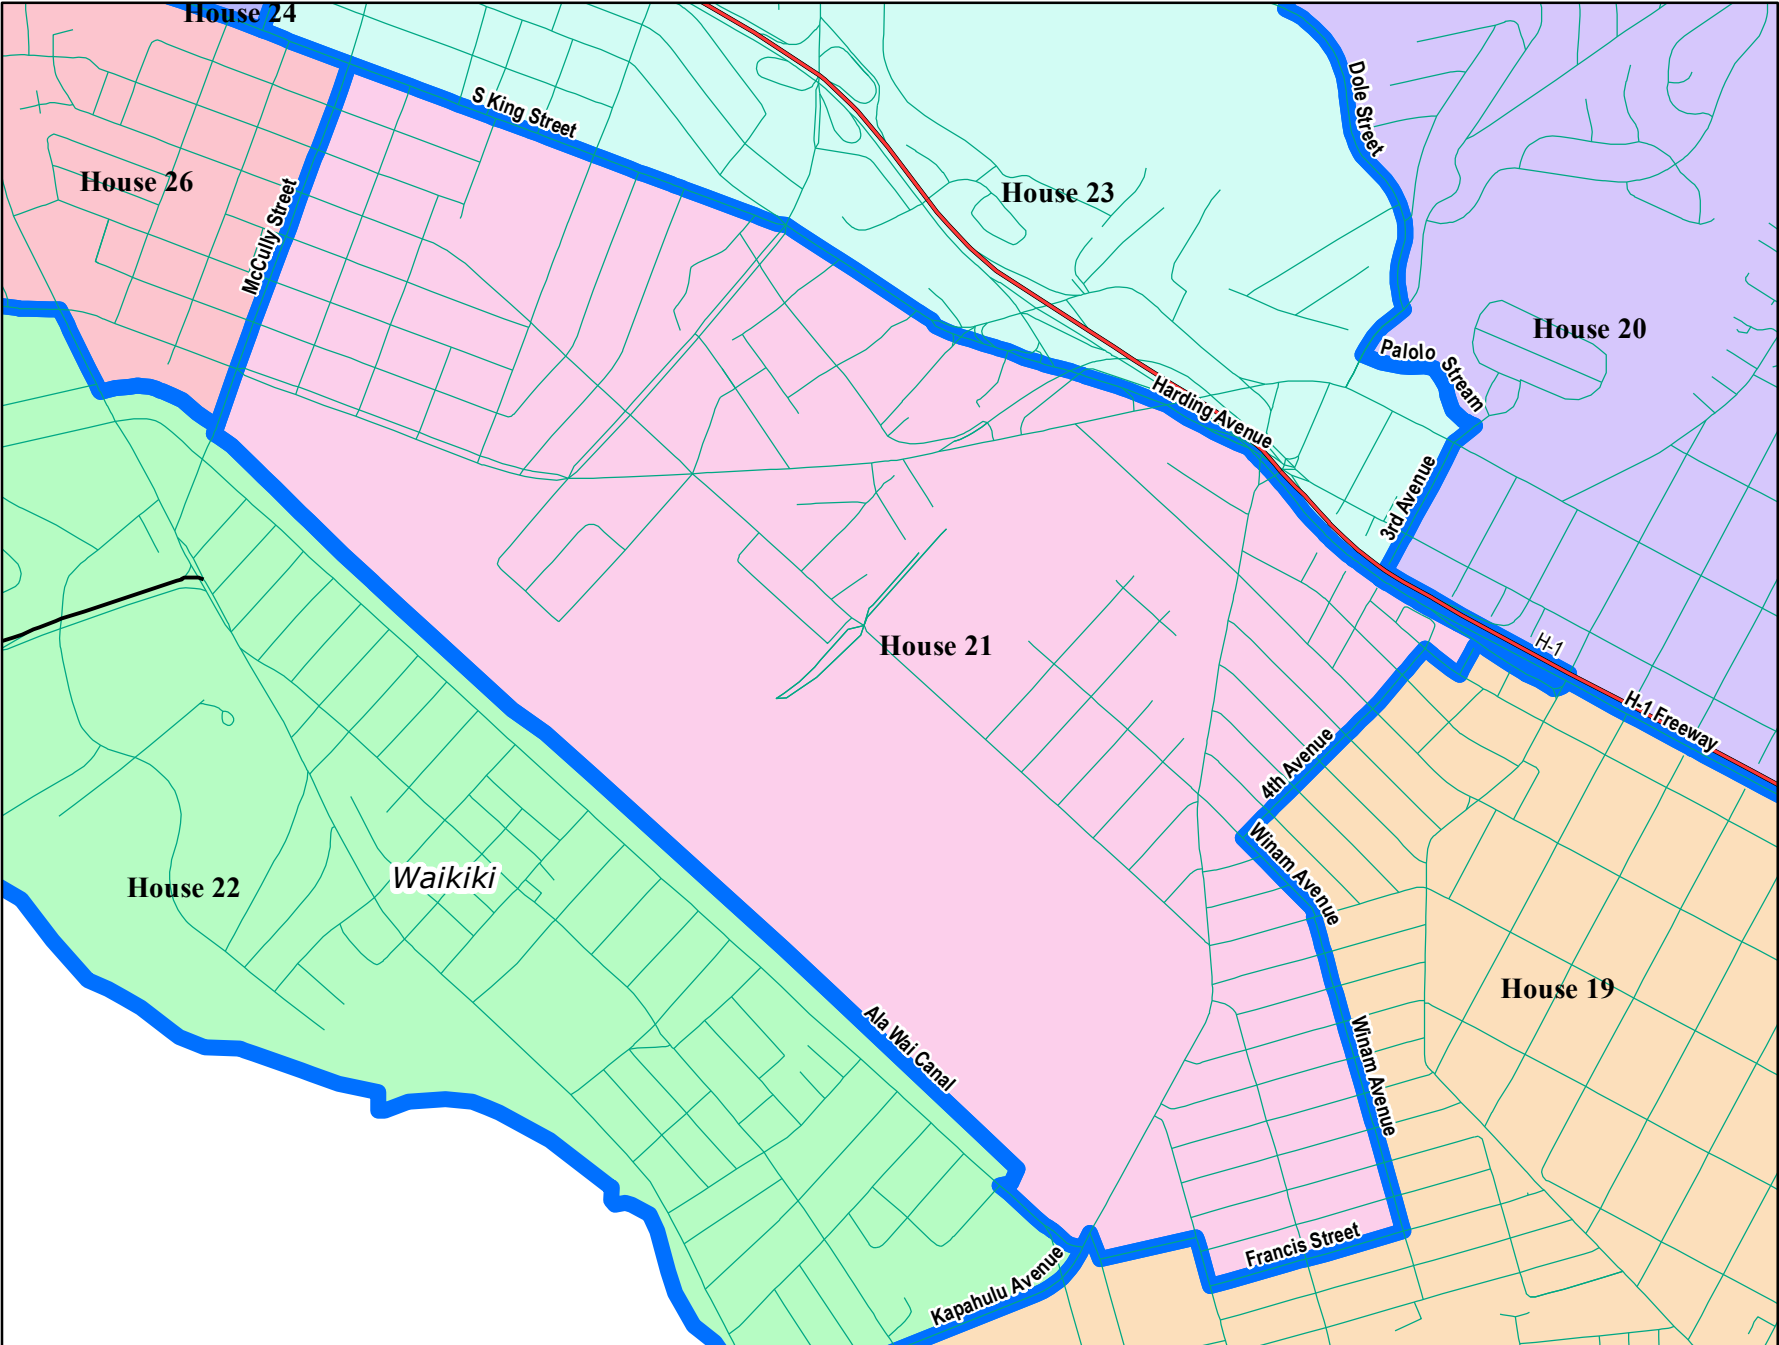 House 24
S King Street
Dole Street
House 26
House 23
McCully Street
House 20
Palolo Stream
Harding Avenue
3rd Avenue
House 21
H-1
H-1 Freeway
4th Avenue
Winam Avenue
Waikiki
House 22
House 19
Ala Wai Canal
Winam Avenue
Francis Street
Kapahulu Avenue